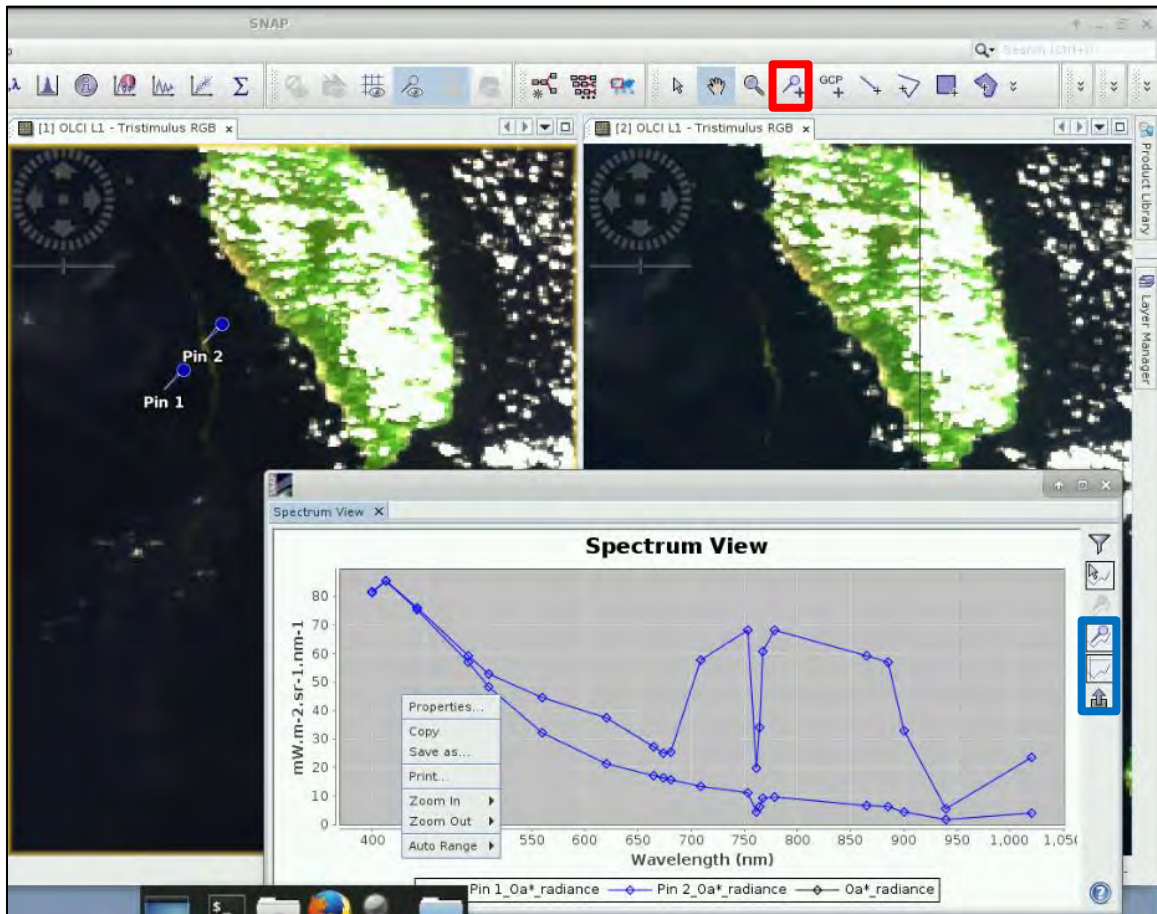 SNAP
Search (Ctrl+I)
λ
Σ
GCP
[1] OLCI L1 - Tristimulus RGB x
[2] OLCI L1 - Tristimulus RGB x
Product Library
Layer Manager
Pin 2
Pin 1
Spectrum View X
Spectrum View
mW.m-2.sr-1.nm-1
80
70
60
50
40
30
20
10
0
Properties...
Copy
Save as...
Print...
Zoom In
Zoom Out
Auto Range
400 550 600 650 700 750 800 850 900 950 1,000 1,050
Wavelength (nm)
Pin 1_Oa*_radiance Pin 2_Oa*_radiance Oa*_radiance
$_